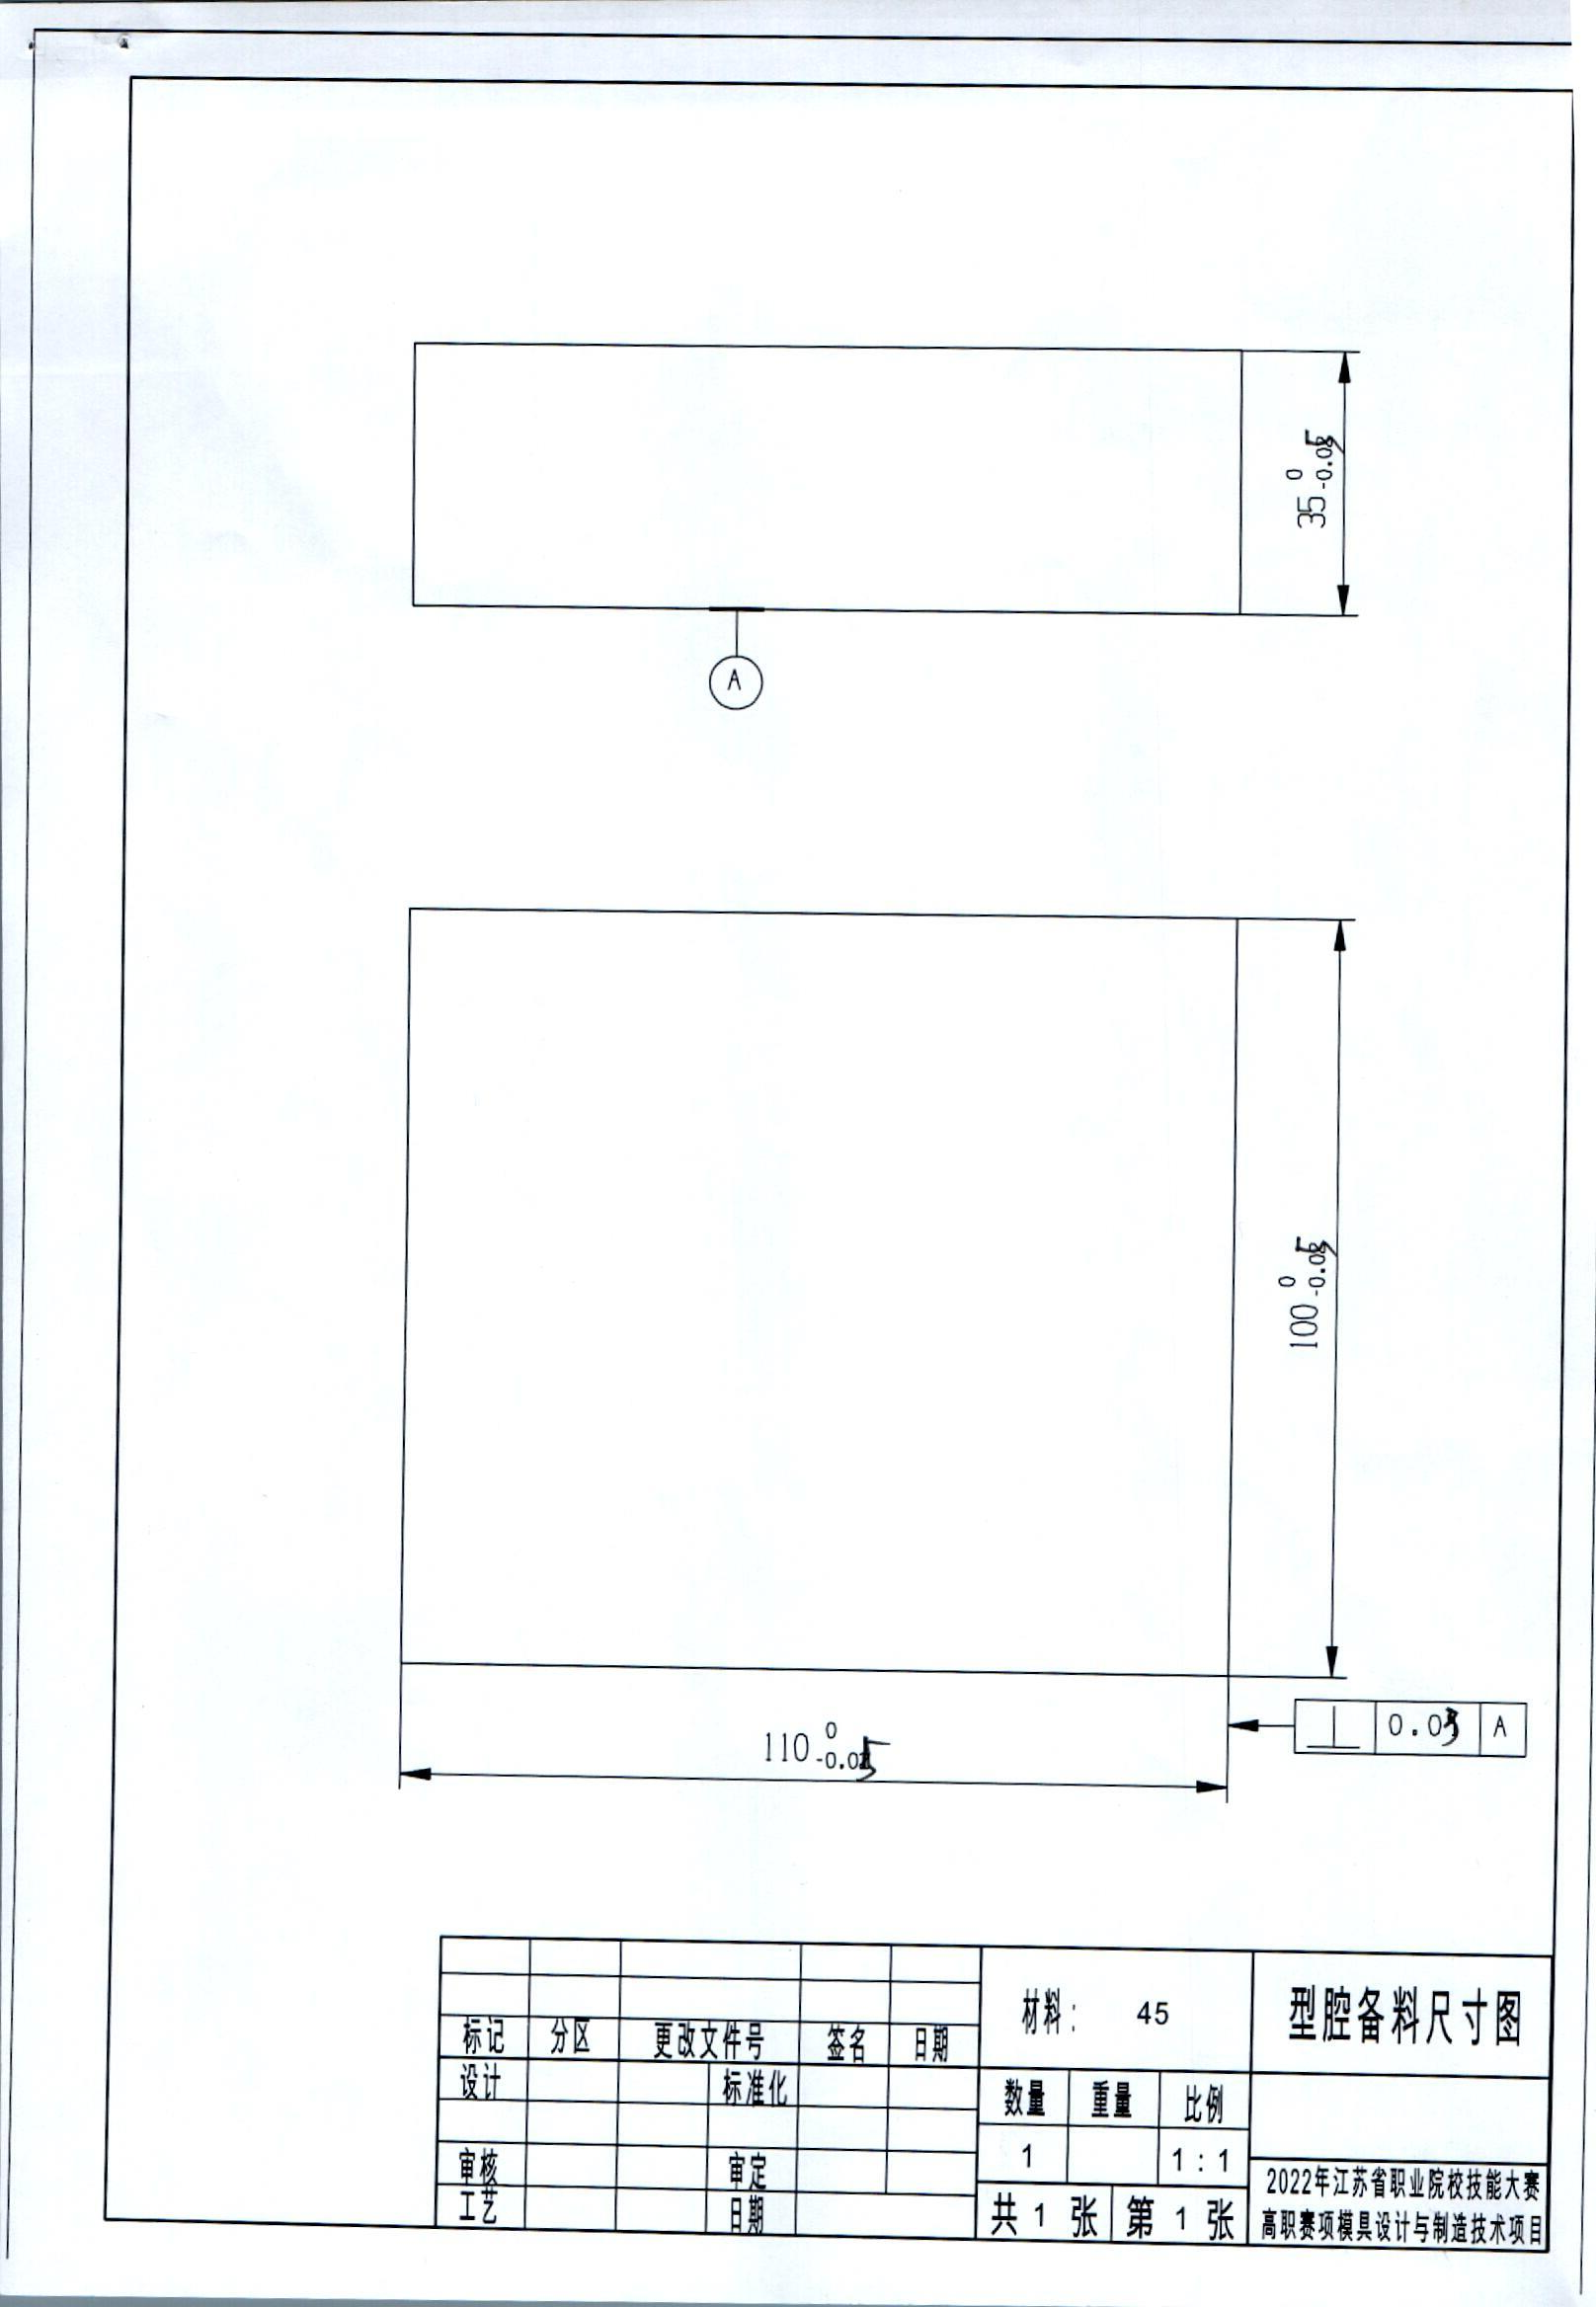 35 0 -0.05
A
100 0 -0.05
110 0 -0.05
⊥ 0.05 A
标记 分区 更改文件号 签名 日期
设计 标准化
审核 审定
工艺 日期
材料: 45
数量 重量 比例
1 1:1
共 1 张 第 1 张
型腔备料尺寸图
2022年江苏省职业院校技能大赛
高职赛项模具设计与制造技术项目